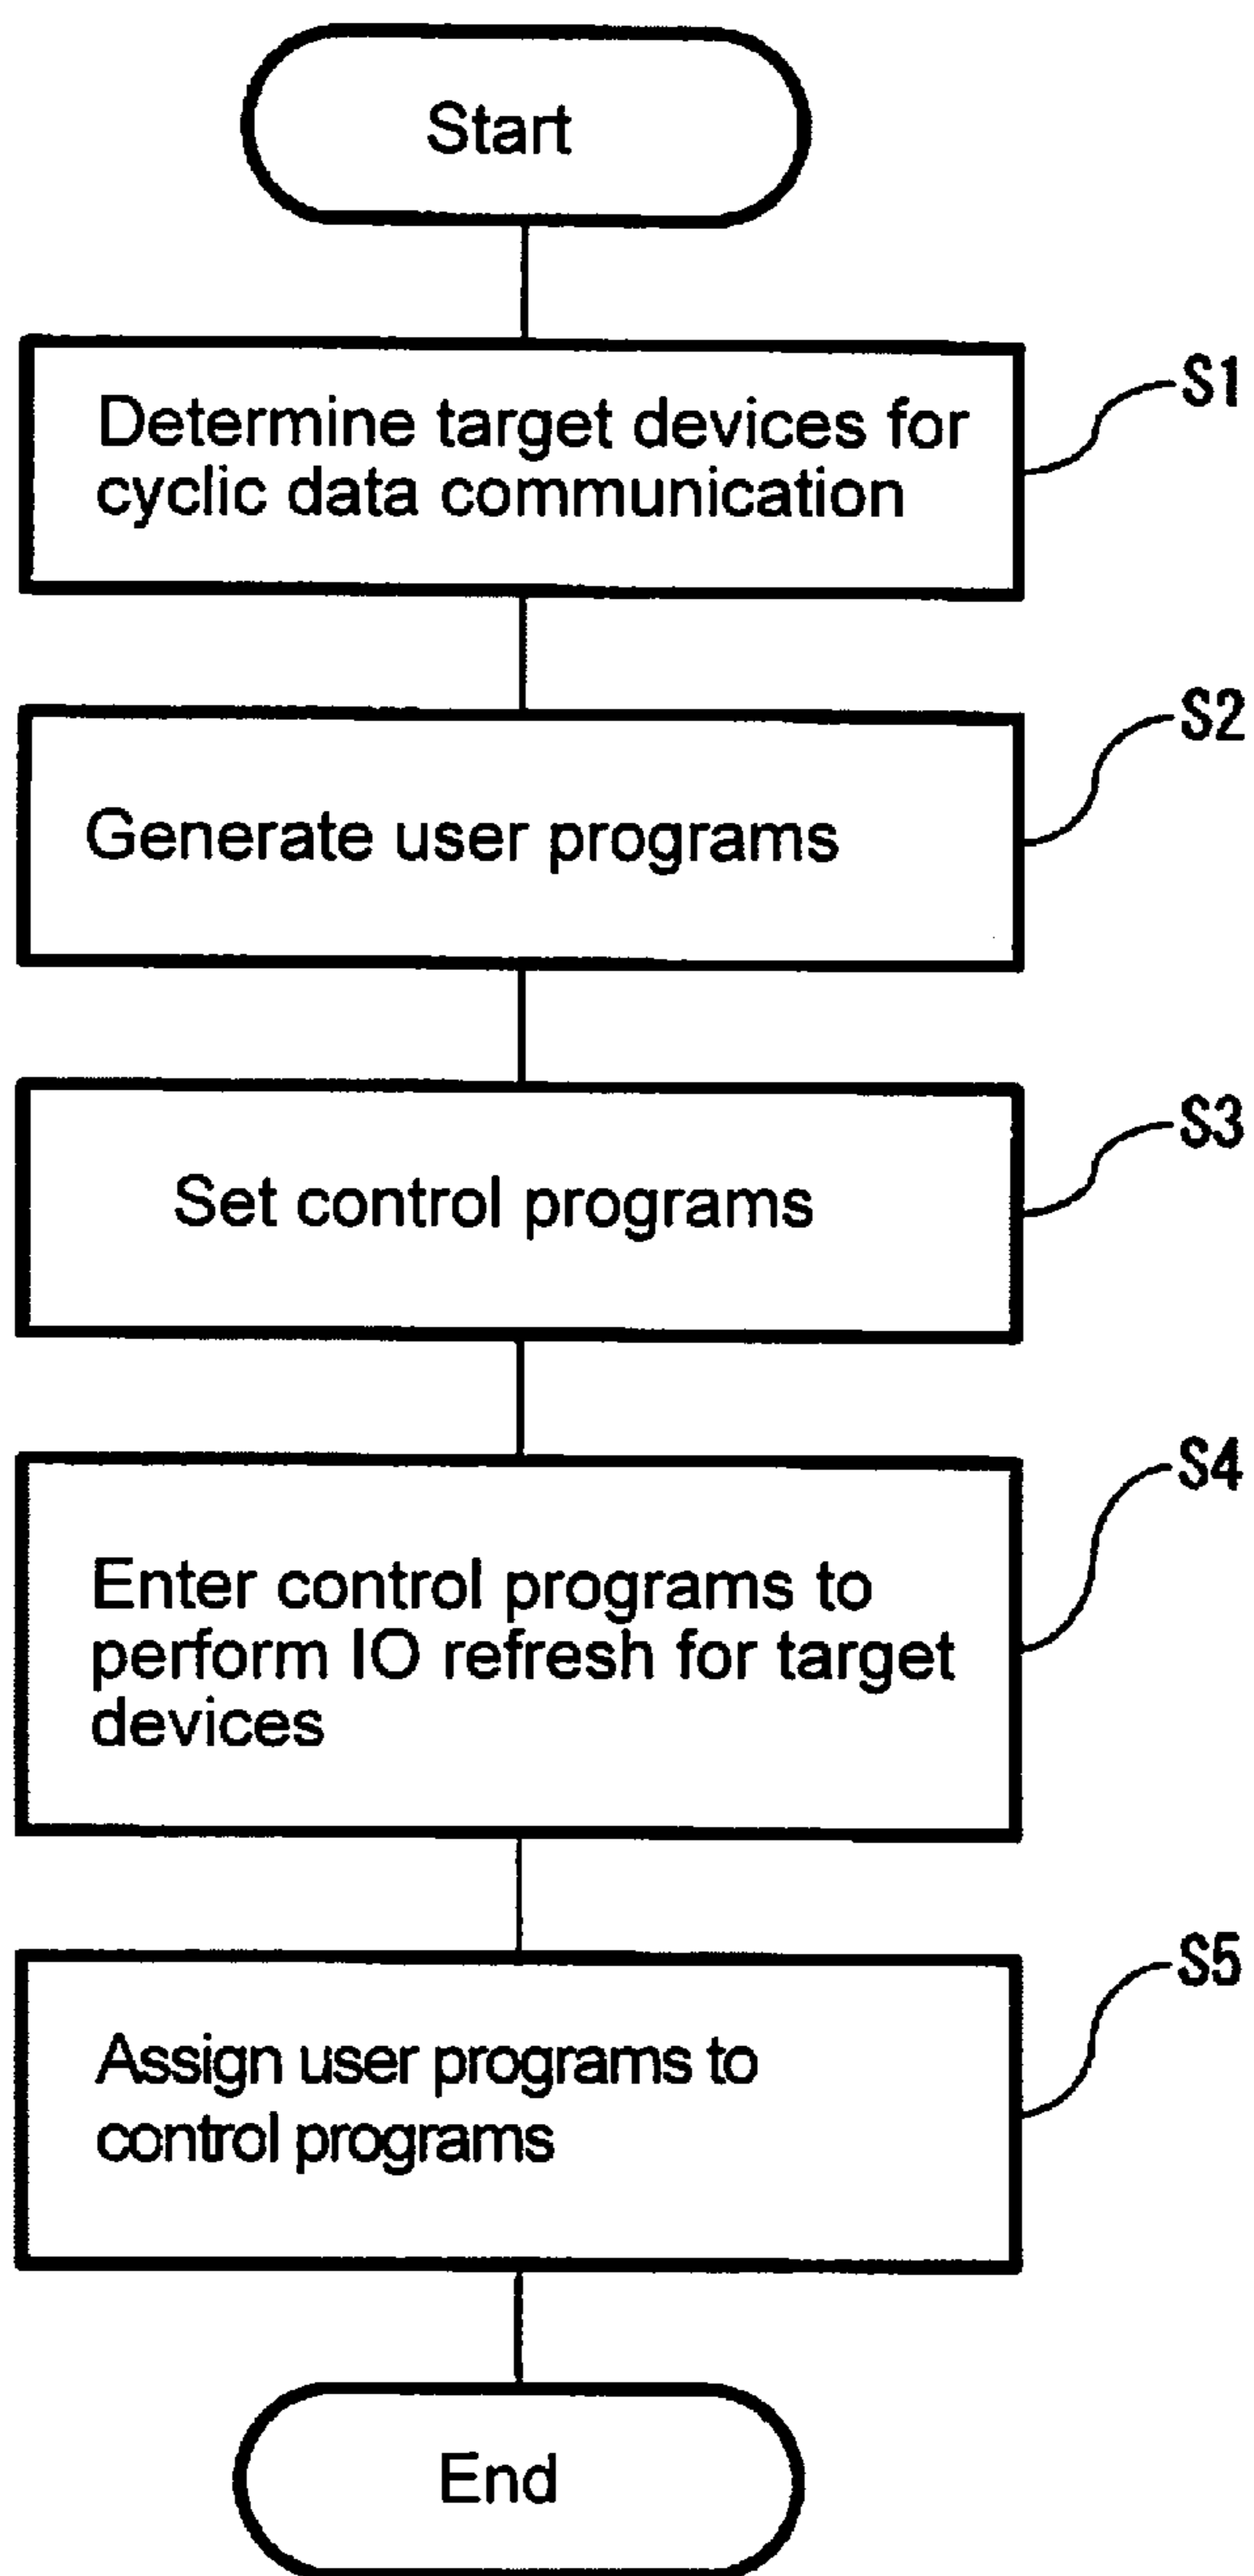 Start
Determine target devices for
cyclic data communication
S1
Generate user programs
S2
Set control programs
S3
Enter control programs to
perform IO refresh for target
devices
S4
Assign user programs to
control programs
S5
End